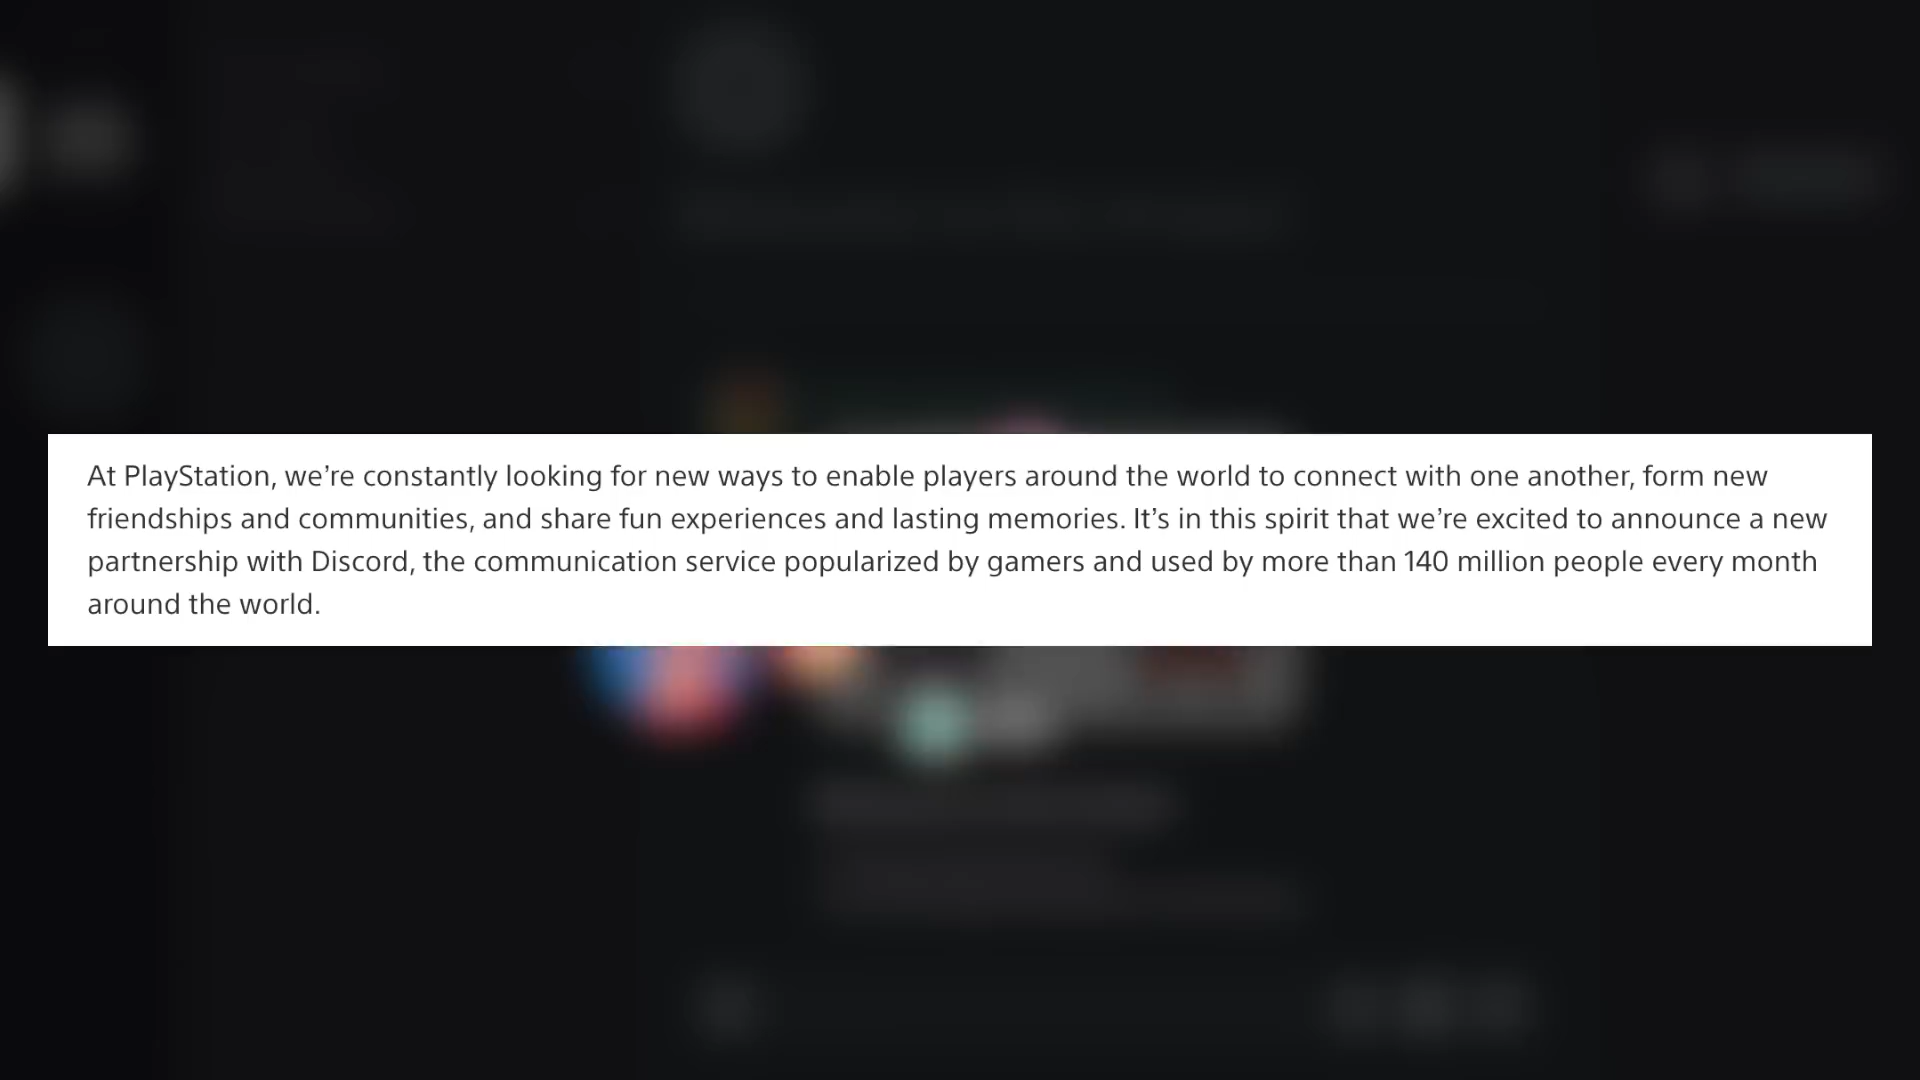 At PlayStation, we’re constantly looking for new ways to enable players around the world to connect with one another, form new
friendships and communities, and share fun experiences and lasting memories. It’s in this spirit that we’re excited to announce a new
partnership with Discord, the communication service popularized by gamers and used by more than 140 million people every month
around the world.